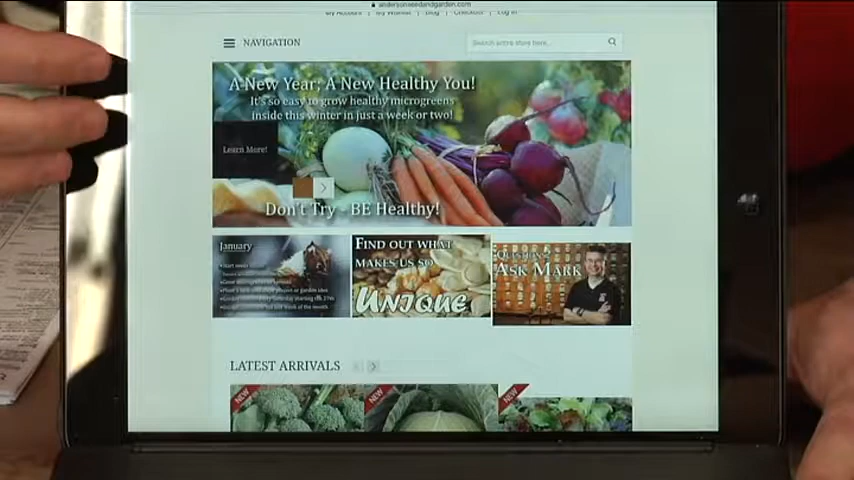 andersonseedandgarden.com
My Account | My Wishlist | Blog | Checkout | Log In
NAVIGATION
Search entire store here...
A New Year; A New Healthy You!
It's so easy to grow healthy microgreens
inside this winter in just a week or two!
Learn More!
Don't Try - BE Healthy!
January
FIND OUT WHAT
MAKES US SO
UNIQUE
QUESTIONS?
ASK MARK
LATEST ARRIVALS
NEW
NEW
NEW